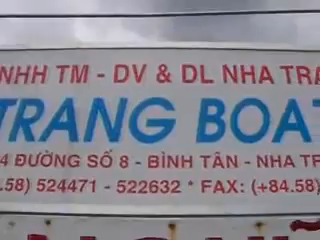 NHH TM - DV & DL NHA TRA
TRANG BOAT
4 ĐƯỜNG SỐ 8 - BÌNH TÂN - NHA TR
.58) 524471 - 522632 * FAX: (+84.58)